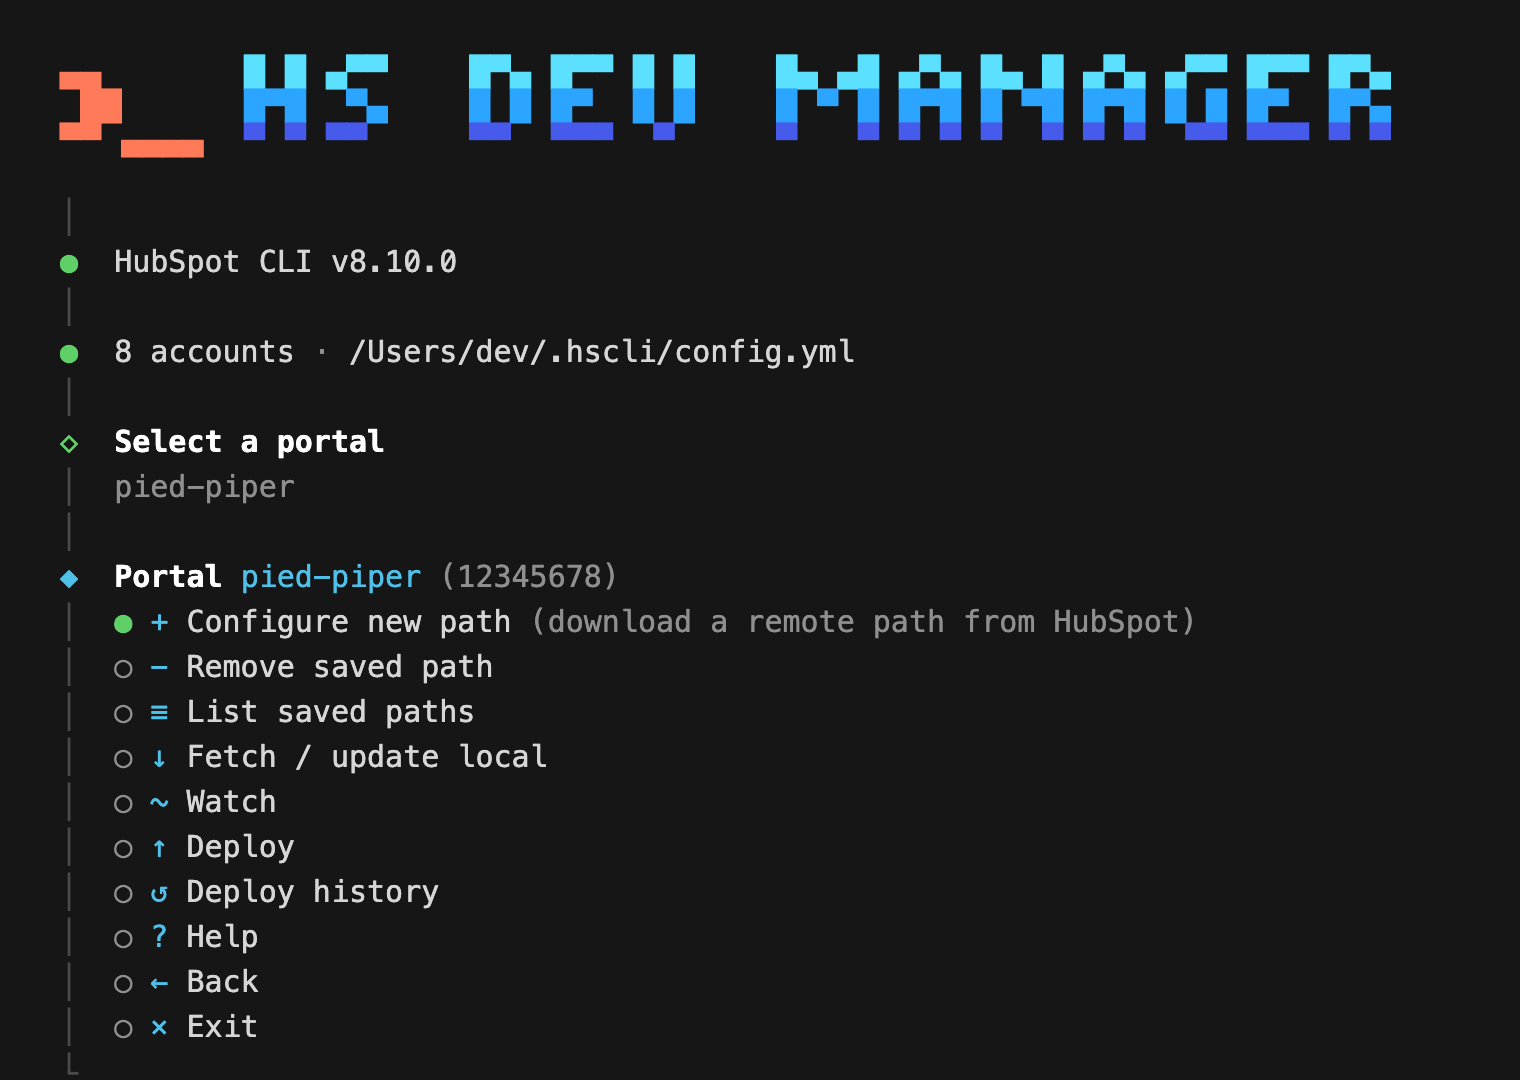 >_ HS DEV MANAGER
HubSpot CLI v8.10.0
8 accounts · /Users/dev/.hscli/config.yml
Select a portal
pied-piper
Portal pied-piper (12345678)
+ Configure new path (download a remote path from HubSpot)
− Remove saved path
≡ List saved paths
↓ Fetch / update local
~ Watch
↑ Deploy
↺ Deploy history
? Help
← Back
× Exit